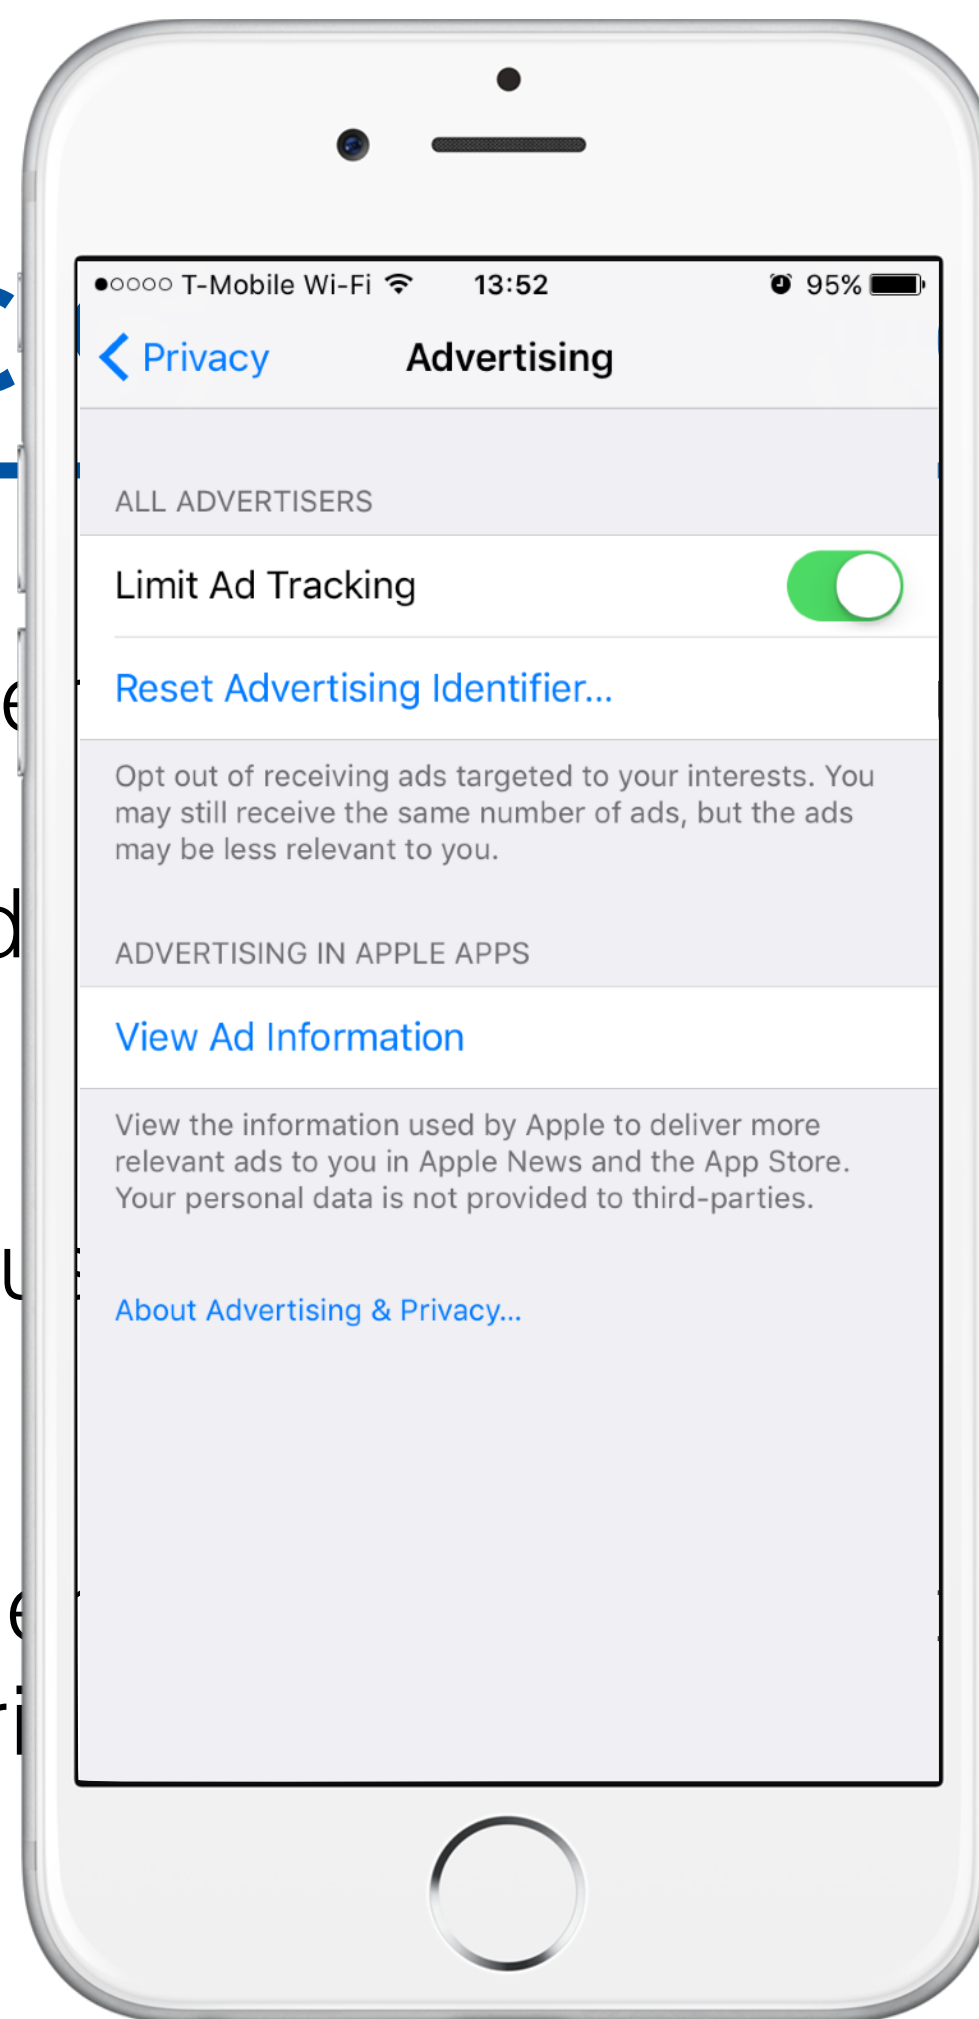 T-Mobile Wi-Fi 13:52 95%
Privacy Advertising
ALL ADVERTISERS
Limit Ad Tracking
Reset Advertising Identifier...
Opt out of receiving ads targeted to your interests. You
may still receive the same number of ads, but the ads
may be less relevant to you.
ADVERTISING IN APPLE APPS
View Ad Information
View the information used by Apple to deliver more
relevant ads to you in Apple News and the App Store.
Your personal data is not provided to third-parties.
About Advertising & Privacy...